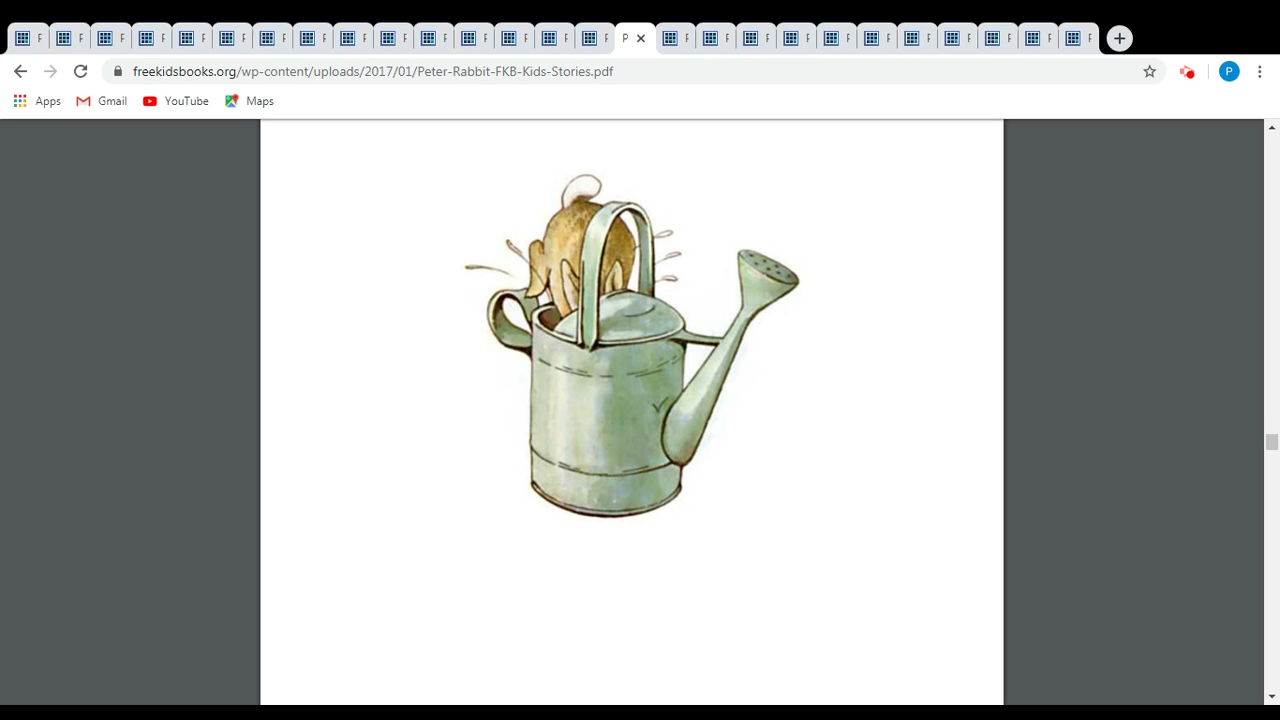 P
freekidsbooks.org/wp-content/uploads/2017/01/Peter-Rabbit-FKB-Kids-Stories.pdf
P
Apps
Gmail
YouTube
Maps